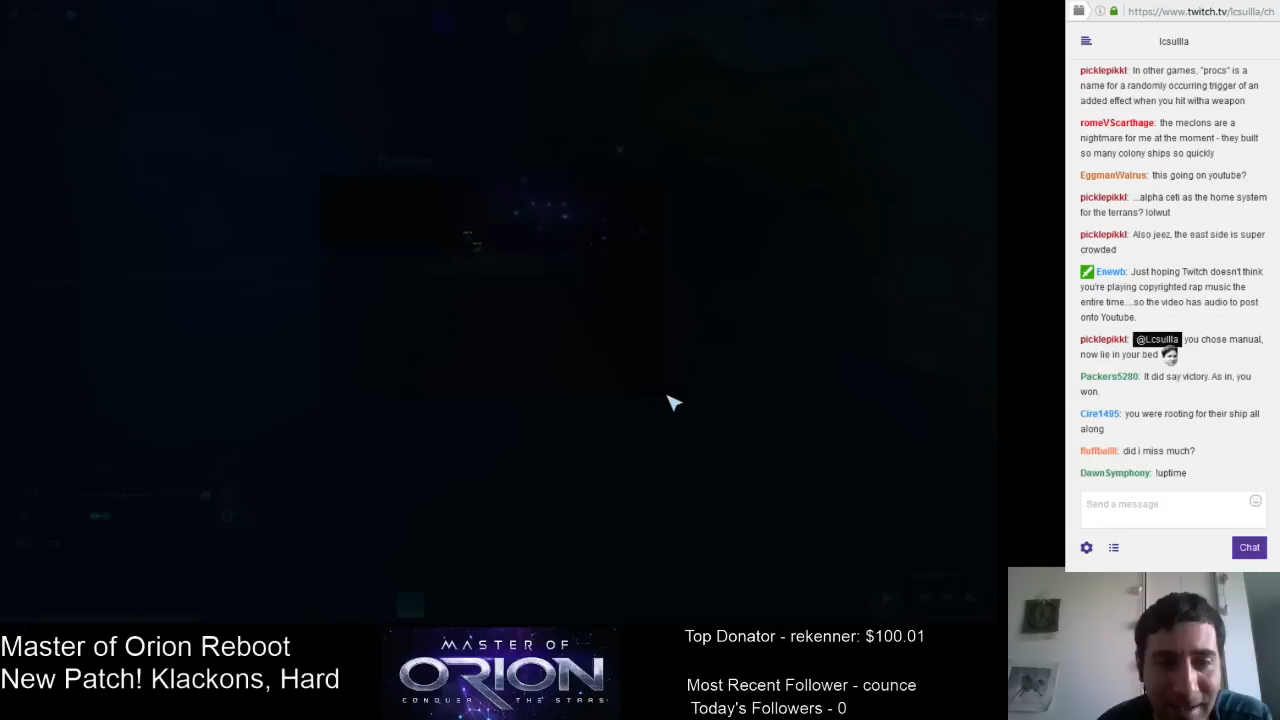 https://www.twitch.tv/lcsullla/ch
lcsullla
picklepikkl: In other games, "procs" is a
name for a randomly occurring trigger of an
added effect when you hit witha weapon
romeVScarthage: the meclons are a
nightmare for me at the moment - they built
so many colony ships so quickly
EggmanWalrus: this going on youtube?
picklepikkl: ...alpha ceti as the home system
for the terrans? lolwut
picklepikkl: Also jeez, the east side is super
crowded
Enewb: Just hoping Twitch doesn't think
you're playing copyrighted rap music the
entire time....so the video has audio to post
onto Youtube.
picklepikkl: @Lcsullla you chose manual,
now lie in your bed
Packers5280: It did say victory. As in, you
won.
Cire1495: you were rooting for their ship all
along
fluffballll: did i miss much?
DawnSymphony: !uptime
Send a message
Chat
Master of Orion Reboot
New Patch! Klackons, Hard
MASTER OF
ORION
CONQUER THE STARS
Top Donator - rekenner: $100.01
Most Recent Follower - counce
Today's Followers - 0